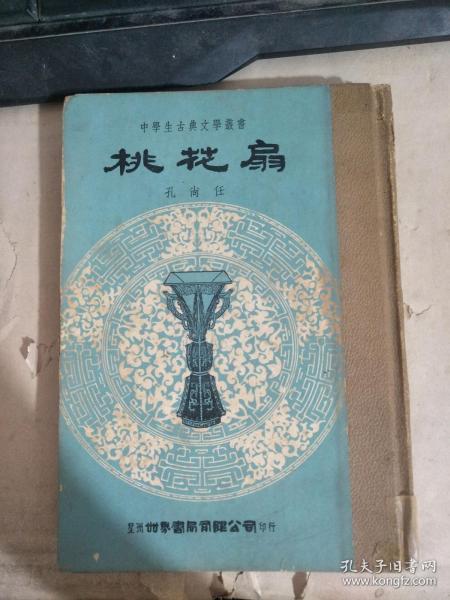 中學生古典文學叢書
桃花扇
孔尚任
星洲世界書局有限公司印行
孔夫子旧书网
www.kongfz.com